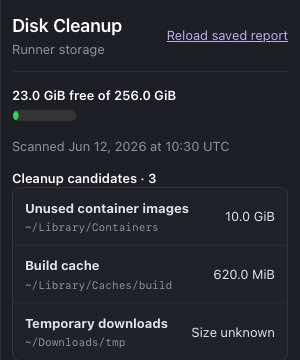 Disk Cleanup
Reload saved report
Runner storage
23.0 GiB free of 256.0 GiB
Scanned Jun 12, 2026 at 10:30 UTC
Cleanup candidates · 3
Unused container images
10.0 GiB
~/Library/Containers
Build cache
620.0 MiB
~/Library/Caches/build
Temporary downloads
Size unknown
~/Downloads/tmp